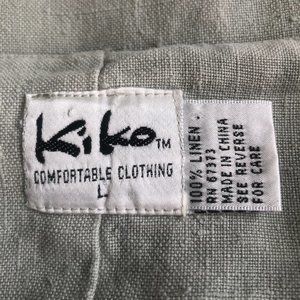 Kiko™
COMFORTABLE CLOTHING
L
100% LINEN
RN 67373
MADE IN CHINA
SEE REVERSE
FOR CARE